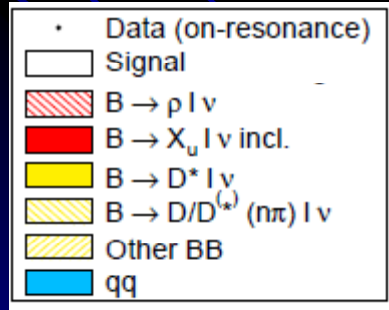 Data (on-resonance)
Signal
B → ρ l ν
B → Xᵤ l ν incl.
B → D* l ν
B → D/D⁽*⁾ (nπ) l ν
Other BB
qq